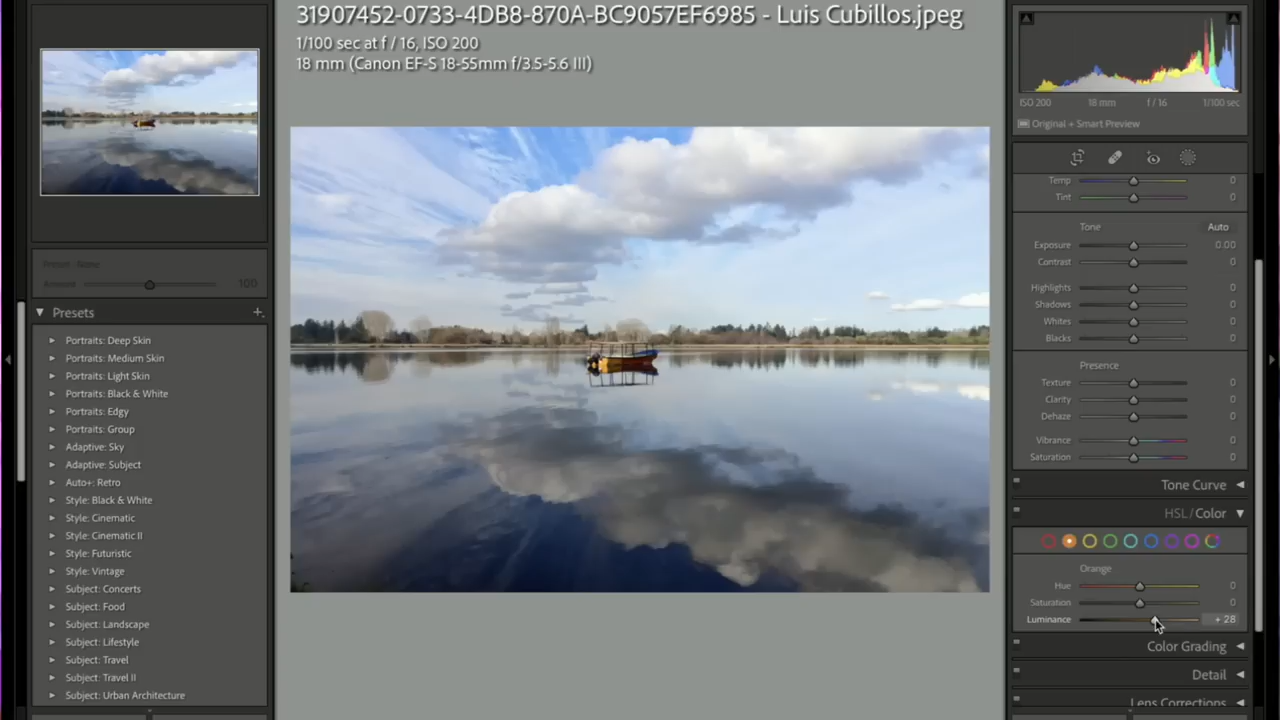 31907452-0733-4DB8-870A-BC9057EF6985 - Luis Cubillos.jpeg
1/100 sec at f / 16, ISO 200
18 mm (Canon EF-S 18-55mm f/3.5-5.6 III)
Preset: None
Amount 100
Presets
Portraits: Deep Skin
Portraits: Medium Skin
Portraits: Light Skin
Portraits: Black & White
Portraits: Edgy
Portraits: Group
Adaptive: Sky
Adaptive: Subject
Auto+: Retro
Style: Black & White
Style: Cinematic
Style: Cinematic II
Style: Futuristic
Style: Vintage
Subject: Concerts
Subject: Food
Subject: Landscape
Subject: Lifestyle
Subject: Travel
Subject: Travel II
Subject: Urban Architecture
ISO 200 18 mm f / 16 1/100 sec
Original + Smart Preview
Temp 0
Tint 0
Tone Auto
Exposure 0.00
Contrast 0
Highlights 0
Shadows 0
Whites 0
Blacks 0
Presence
Texture 0
Clarity 0
Dehaze 0
Vibrance 0
Saturation 0
Tone Curve
HSL / Color
Orange
Hue 0
Saturation 0
Luminance + 28
Color Grading
Detail
Lens Corrections